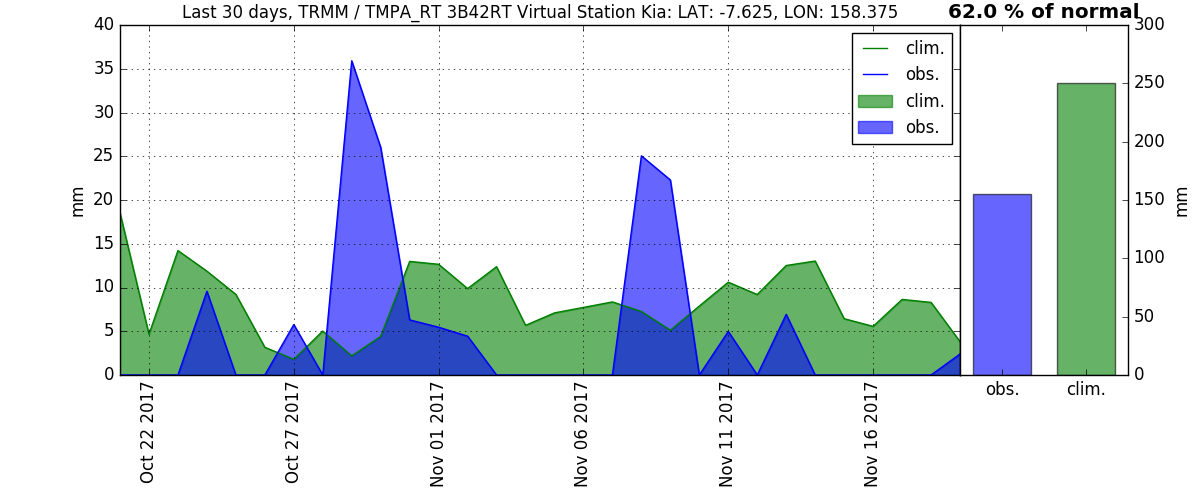 Last 30 days, TRMM / TMPA_RT 3B42RT Virtual Station Kia: LAT: -7.625, LON: 158.375
62.0 % of normal
40
35
30
25
20
15
10
5
0
mm
clim.
obs.
clim.
obs.
Oct 22 2017
Oct 27 2017
Nov 01 2017
Nov 06 2017
Nov 11 2017
Nov 16 2017
300
250
200
150
100
50
0
mm
obs.
clim.